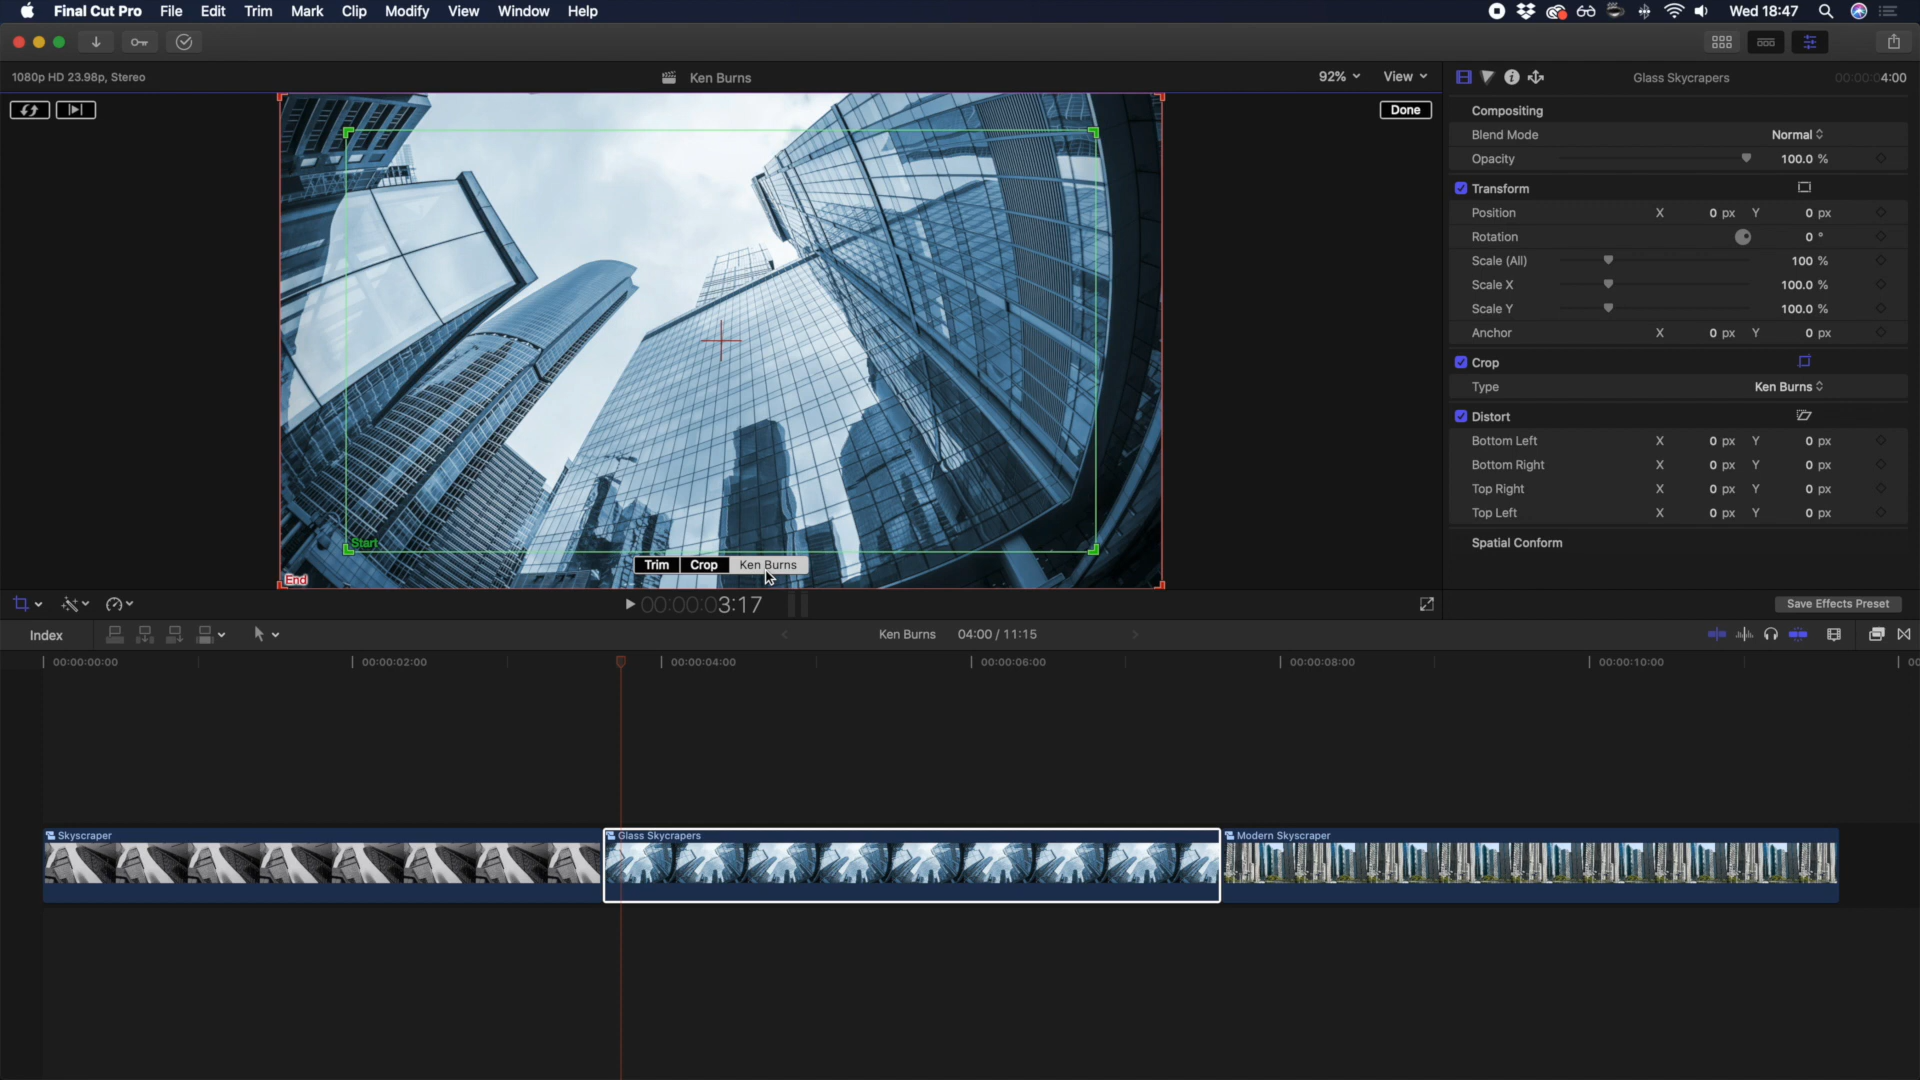 Final Cut Pro File Edit Trim Mark Clip Modify View Window Help Wed 18:47
1080p HD 23.98p, Stereo Ken Burns 92% View Glass Skycrapers 00:00:04:00
Done
Compositing
Blend Mode Normal
Opacity 100.0 %
Transform
Position X 0 px Y 0 px
Rotation 0 °
Scale (All) 100 %
Scale X 100.0 %
Scale Y 100.0 %
Anchor X 0 px Y 0 px
Crop
Type Ken Burns
Distort
Bottom Left X 0 px Y 0 px
Bottom Right X 0 px Y 0 px
Top Right X 0 px Y 0 px
Top Left X 0 px Y 0 px
Spatial Conform
Start
Trim Crop Ken Burns
End
00:00:03:17 Save Effects Preset
Index Ken Burns 04:00 / 11:15
00:00:00:00 00:00:02:00 00:00:04:00 00:00:06:00 00:00:08:00 00:00:10:00 00
Skyscraper Glass Skycrapers Modern Skyscraper